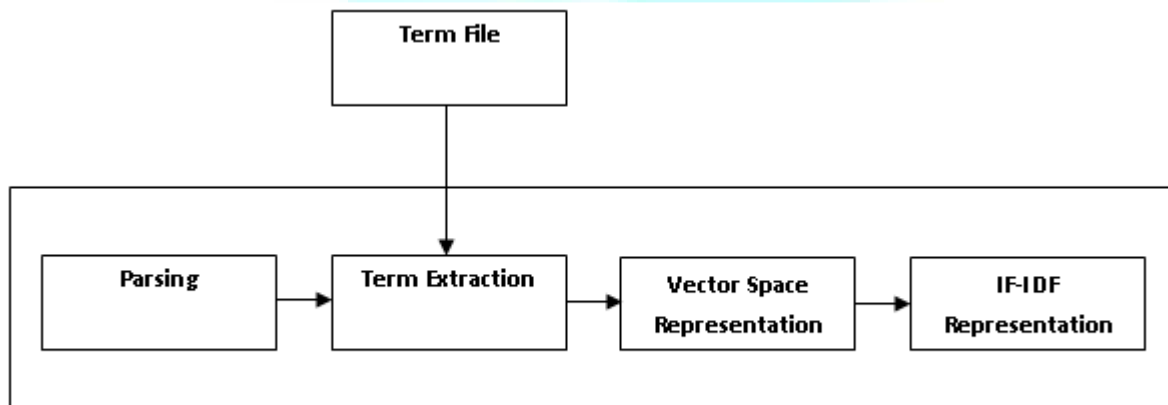 Term File
Parsing
Term Extraction
Vector Space
Representation
IF-IDF
Representation